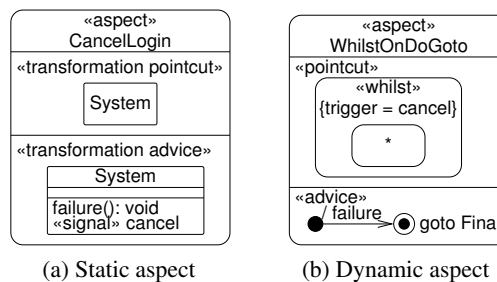 «aspect»
CancelLogin
«transformation pointcut»
System
«transformation advice»
System
failure(): void
«signal» cancel
(a) Static aspect
«aspect»
WhilstOnDoGoto
«pointcut»
«whilst»
{trigger = cancel}
*
«advice»
/ failure
goto Final
(b) Dynamic aspect